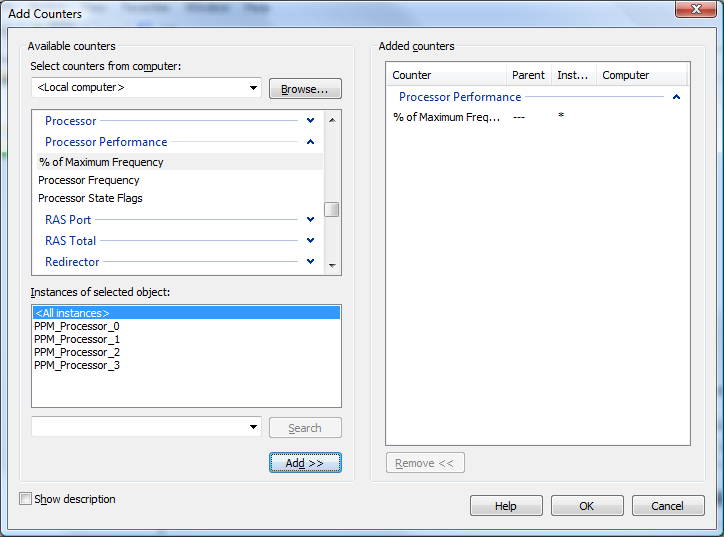 Add Counters
Available counters
Select counters from computer:
<Local computer>
Browse...
Processor
Processor Performance
% of Maximum Frequency
Processor Frequency
Processor State Flags
RAS Port
RAS Total
Redirector
Instances of selected object:
<All instances>
PPM_Processor_0
PPM_Processor_1
PPM_Processor_2
PPM_Processor_3
Search
Add >>
Show description
Added counters
Counter Parent Inst... Computer
Processor Performance
% of Maximum Freq... --- *
Remove <<
Help OK Cancel